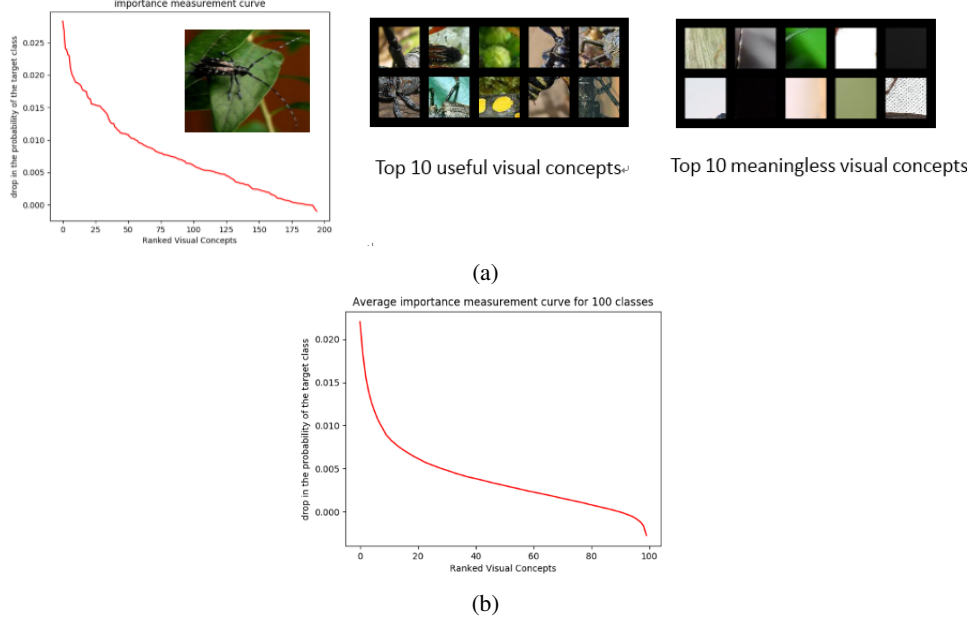 importance measurement curve
drop in the probability of the target class
0.025
0.020
0.015
0.010
0.005
0.000
0 25 50 75 100 125 150 175 200
Ranked Visual Concepts
Top 10 useful visual concepts↵
Top 10 meaningless visual concepts
(a)
Average importance measurement curve for 100 classes
drop in the probability of the target class
0.020
0.015
0.010
0.005
0.000
0 20 40 60 80 100
Ranked Visual Concepts
(b)